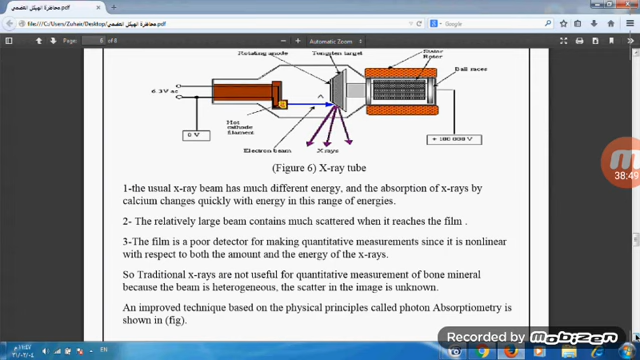 محاضرة الهيكل العظمي.pdf
file:///C:/Users/Zuhair/Desktop/محاضرة الهيكل العظمي.pdf
Google
Page: 8 of 8
Automatic Zoom
Rotating anode
Tungsten target
Stator
Rotor
Ball races
6.3V ac
A
Hot
cathode
filament
0 V
Electron beam
X rays
+ 100 000 V
(Figure 6) X-ray tube
38:49
1-the usual x-ray beam has much different energy, and the absorption of x-rays by
calcium changes quickly with energy in this range of energies.
2- The relatively large beam contains much scattered when it reaches the film .
3-The film is a poor detector for making quantitative measurements since it is nonlinear
with respect to both the amount and the energy of the x-rays.
So Traditional x-rays are not useful for quantitative measurement of bone mineral
because the beam is heterogeneous, the scatter in the image is unknown.
An improved technique based on the physical principles called photon Absorptiometry is
shown in (fig).
Recorded by Mobizen
EN